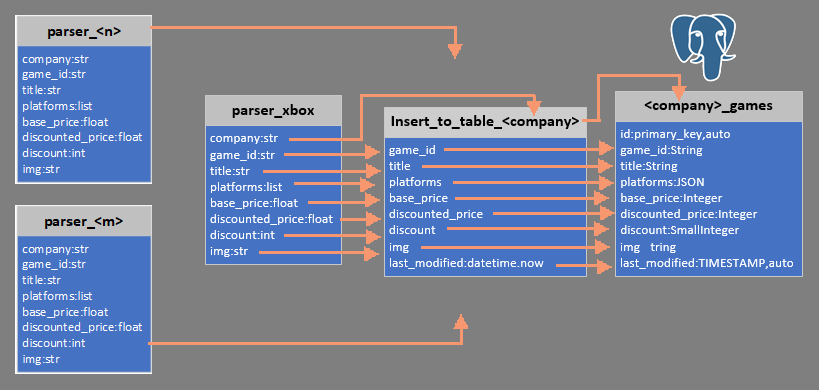 parser_<n>
company:str
game_id:str
title:str
platforms:list
base_price:float
discounted_price:float
discount:int
img:str
parser_<m>
company:str
game_id:str
title:str
platforms:list
base_price:float
discounted_price:float
discount:int
img:str
parser_xbox
company:str
game_id:str
title:str
platforms:list
base_price:float
discounted_price:float
discount:int
img:str
Insert_to_table_<company>
game_id
title
platforms
base_price
discounted_price
discount
img
last_modified:datetime.now
<company>_games
id:primary_key,auto
game_id:String
title:String
platforms:JSON
base_price:Integer
discounted_price:Integer
discount:SmallInteger
img tring
last_modified:TIMESTAMP,auto